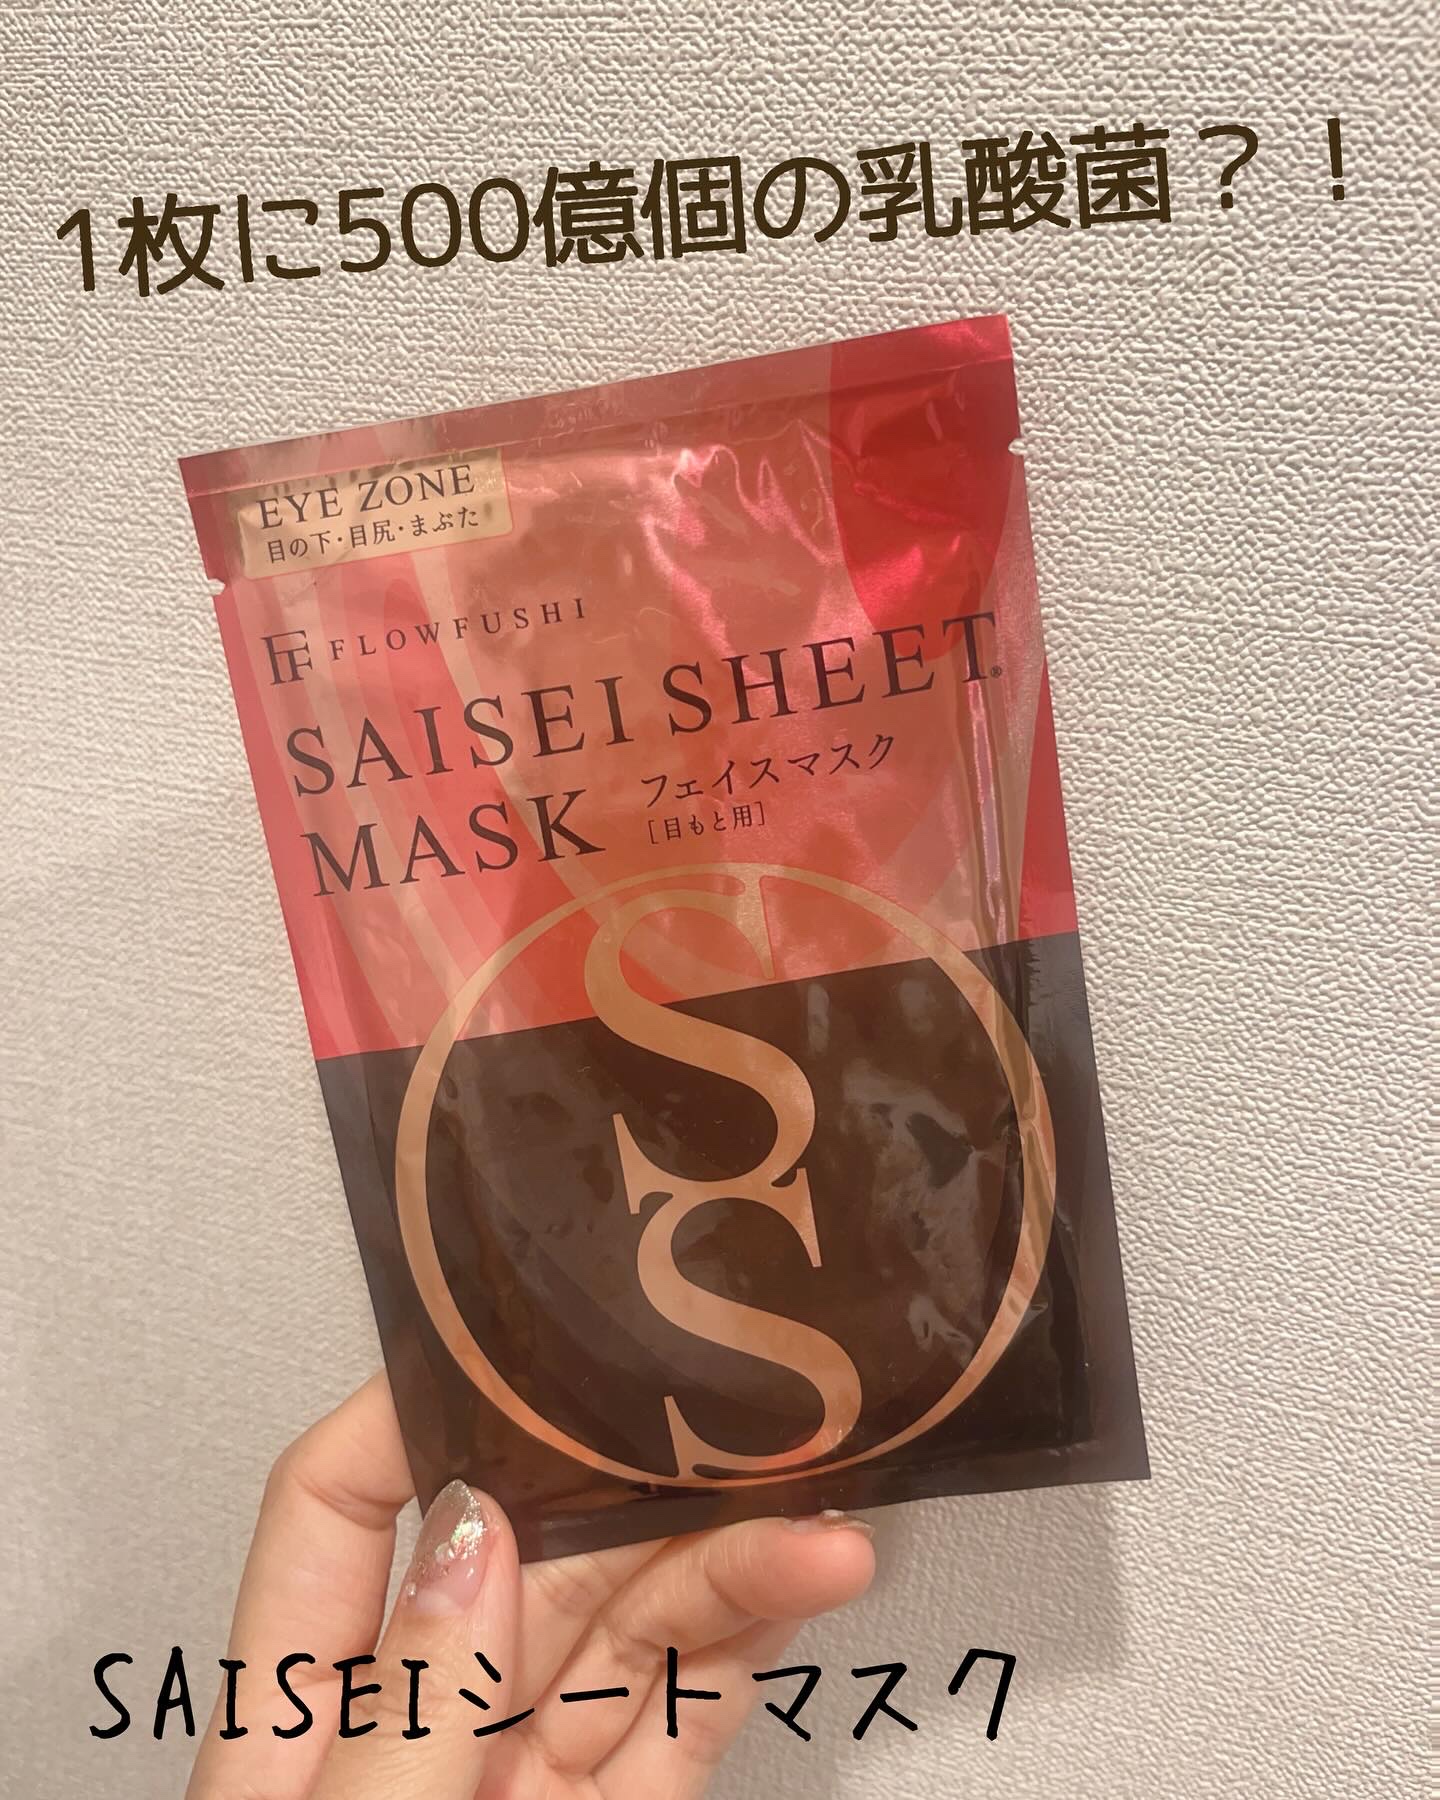 1枚に500億個の乳酸菌？！
EYE ZONE
目の下・目尻・まぶた
FLOWFUSHI
SAISEI SHEET®
MASK フェイスマスク
[目もと用]
SS
SAISEIシートマスク